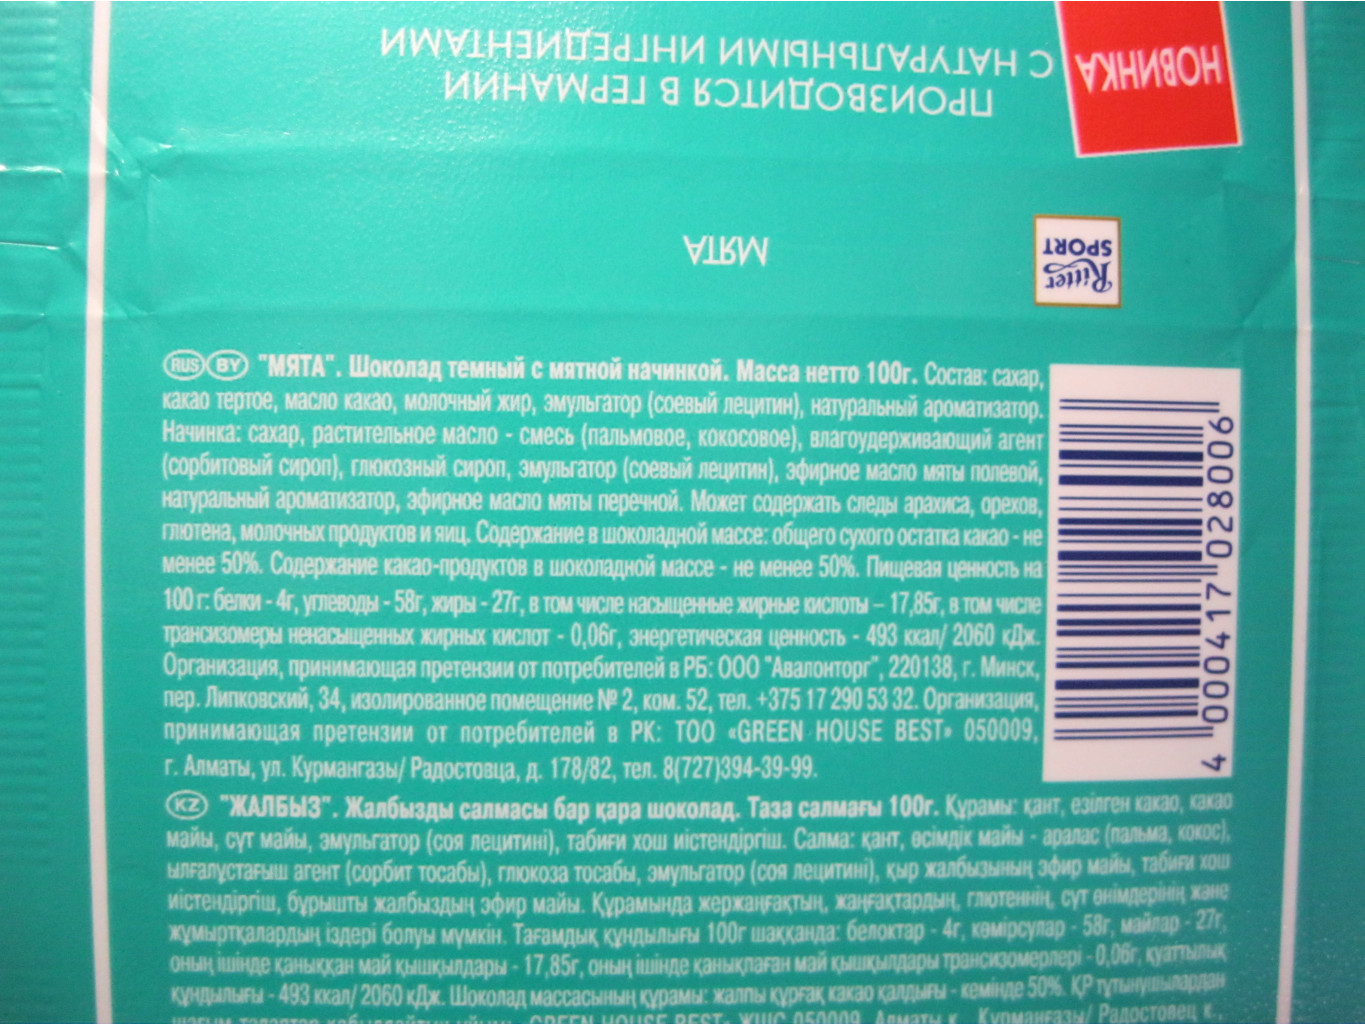 НОВИНКА
ПРОИЗВОДИТСЯ В ГЕРМАНИИ
С НАТУРАЛЬНЫМИ ИНГРЕДИЕНТАМИ
МЯТА
Ritter
SPORT
RUS BY "МЯТА". Шоколад темный с мятной начинкой. Масса нетто 100г. Состав: сахар,
какао тертое, масло какао, молочный жир, эмульгатор (соевый лецитин), натуральный ароматизатор.
Начинка: сахар, растительное масло - смесь (пальмовое, кокосовое), влагоудерживающий агент
(сорбитовый сироп), глюкозный сироп, эмульгатор (соевый лецитин), эфирное масло мяты полевой,
натуральный ароматизатор, эфирное масло мяты перечной. Может содержать следы арахиса, орехов,
глютена, молочных продуктов и яиц. Содержание в шоколадной массе: общего сухого остатка какао - не
менее 50%. Содержание какао-продуктов в шоколадной массе - не менее 50%. Пищевая ценность на
100 г: белки - 4г, углеводы - 58г, жиры - 27г, в том числе насыщенные жирные кислоты – 17,85г, в том числе
трансизомеры ненасыщенных жирных кислот - 0,06г, энергетическая ценность - 493 ккал/ 2060 кДж.
Организация, принимающая претензии от потребителей в РБ: ООО "Авалонторг", 220138, г. Минск,
пер. Липковский, 34, изолированное помещение № 2, ком. 52, тел. +375 17 290 53 32. Организация,
принимающая претензии от потребителей в РК: ТОО «GREEN HOUSE BEST» 050009,
г. Алматы, ул. Курмангазы/ Радостовца, д. 178/82, тел. 8(727)394-39-99.
4 000417 028006
KZ "ЖАЛБЫЗ". Жалбызды салмасы бар қара шоколад. Таза салмағы 100г. Құрамы: қант, езілген какао, какао
майы, сүт майы, эмульгатор (соя лецитині), табиғи хош иістендіргіш. Салма: қант, өсімдік майы - аралас (пальма, кокос),
ылғалұстағыш агент (сорбит тосабы), глюкоза тосабы, эмульгатор (соя лецитині), қыр жалбызының эфир майы, табиғи хош
иістендіргіш, бұрышты жалбыздың эфир майы. Құрамында жержаңғақтың, жаңғақтардың, глютеннің, сүт өнімдерінің және
жұмыртқалардың іздері болуы мүмкін. Тағамдық құндылығы 100г шаққанда: белоктар - 4г, көмірсулар - 58г, майлар - 27г,
оның ішінде қаныққан май қышқылдары - 17,85г, оның ішінде қанықпаған май қышқылдары трансизомерлері - 0,06г, қуаттылық
құндылығы - 493 ккал/ 2060 кДж. Шоколад массасының құрамы: жалпы құрғақ какао қалдығы - кемінде 50%. ҚР тұтынушылардан
«GREEN HOUSE BEST» ЖШС 050009, Алматы к., Курмангазы/ Радостовец к.,